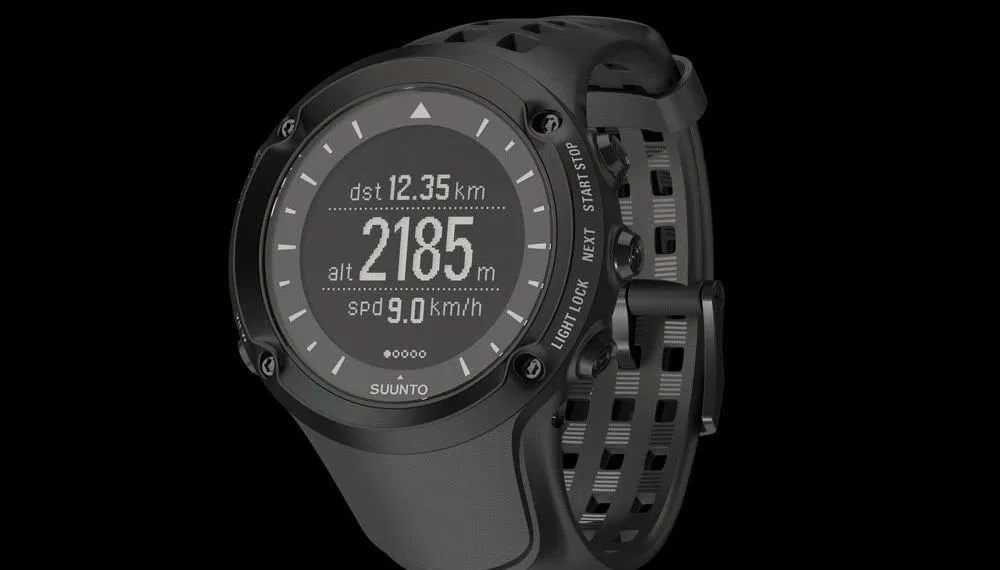 dst 12.35 km
alt 2185 m
spd 9.0 km/h
SUUNTO
START STOP
NEXT
LIGHT LOCK